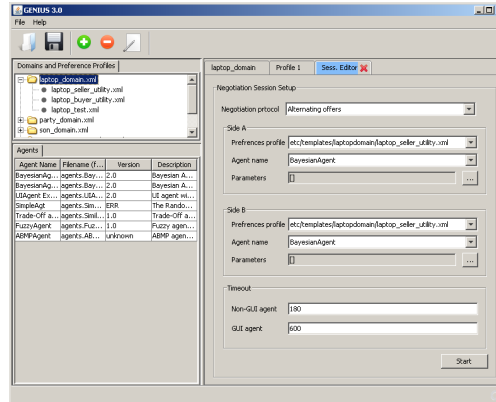 GENIUS 3.0
File Help
Domains and Preference Profiles
laptop_domain.xml
laptop_seller_utility.xml
laptop_buyer_utility.xml
laptop_test.xml
party_domain.xml
son_domain.xml
Agents
Agent Name Filename (f... Version Description
BayesianAg... agents.Bay... 2.0 Bayesian A...
BayesianAg... agents.Bay... 2.0 Bayesian A...
UIAgent Ex... agents.UIA... 2.0 UI agent wi...
SimpleAgt agents.Sim... ERR The Rando...
Trade-Off a... agents.Simil... 1.0 Trade-Off a...
FuzzyAgent agents.Fuz... 1.0 Fuzzy agen...
ABMPAgent agents.AB... unknown ABMP agen...
laptop_domain Profile 1 Sess. Editor
Negotiation Session Setup
Negotiation prtocol Alternating offers
Side A
Prefrences profile etc/templates/laptopdomain/laptop_seller_utility.xml
Agent name BayesianAgent
Parameters [] ...
Side B
Prefrences profile etc/templates/laptopdomain/laptop_seller_utility.xml
Agent name BayesianAgent
Parameters [] ...
Timeout
Non-GUI agent 180
GUI agent 600
Start